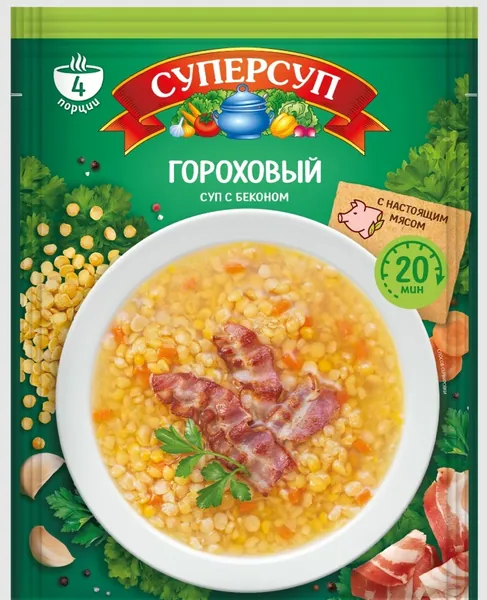 4
порции
СУПЕРСУП
ГОРОХОВЫЙ
СУП С БЕКОНОМ
С НАСТОЯЩИМ
МЯСОМ
20
МИН